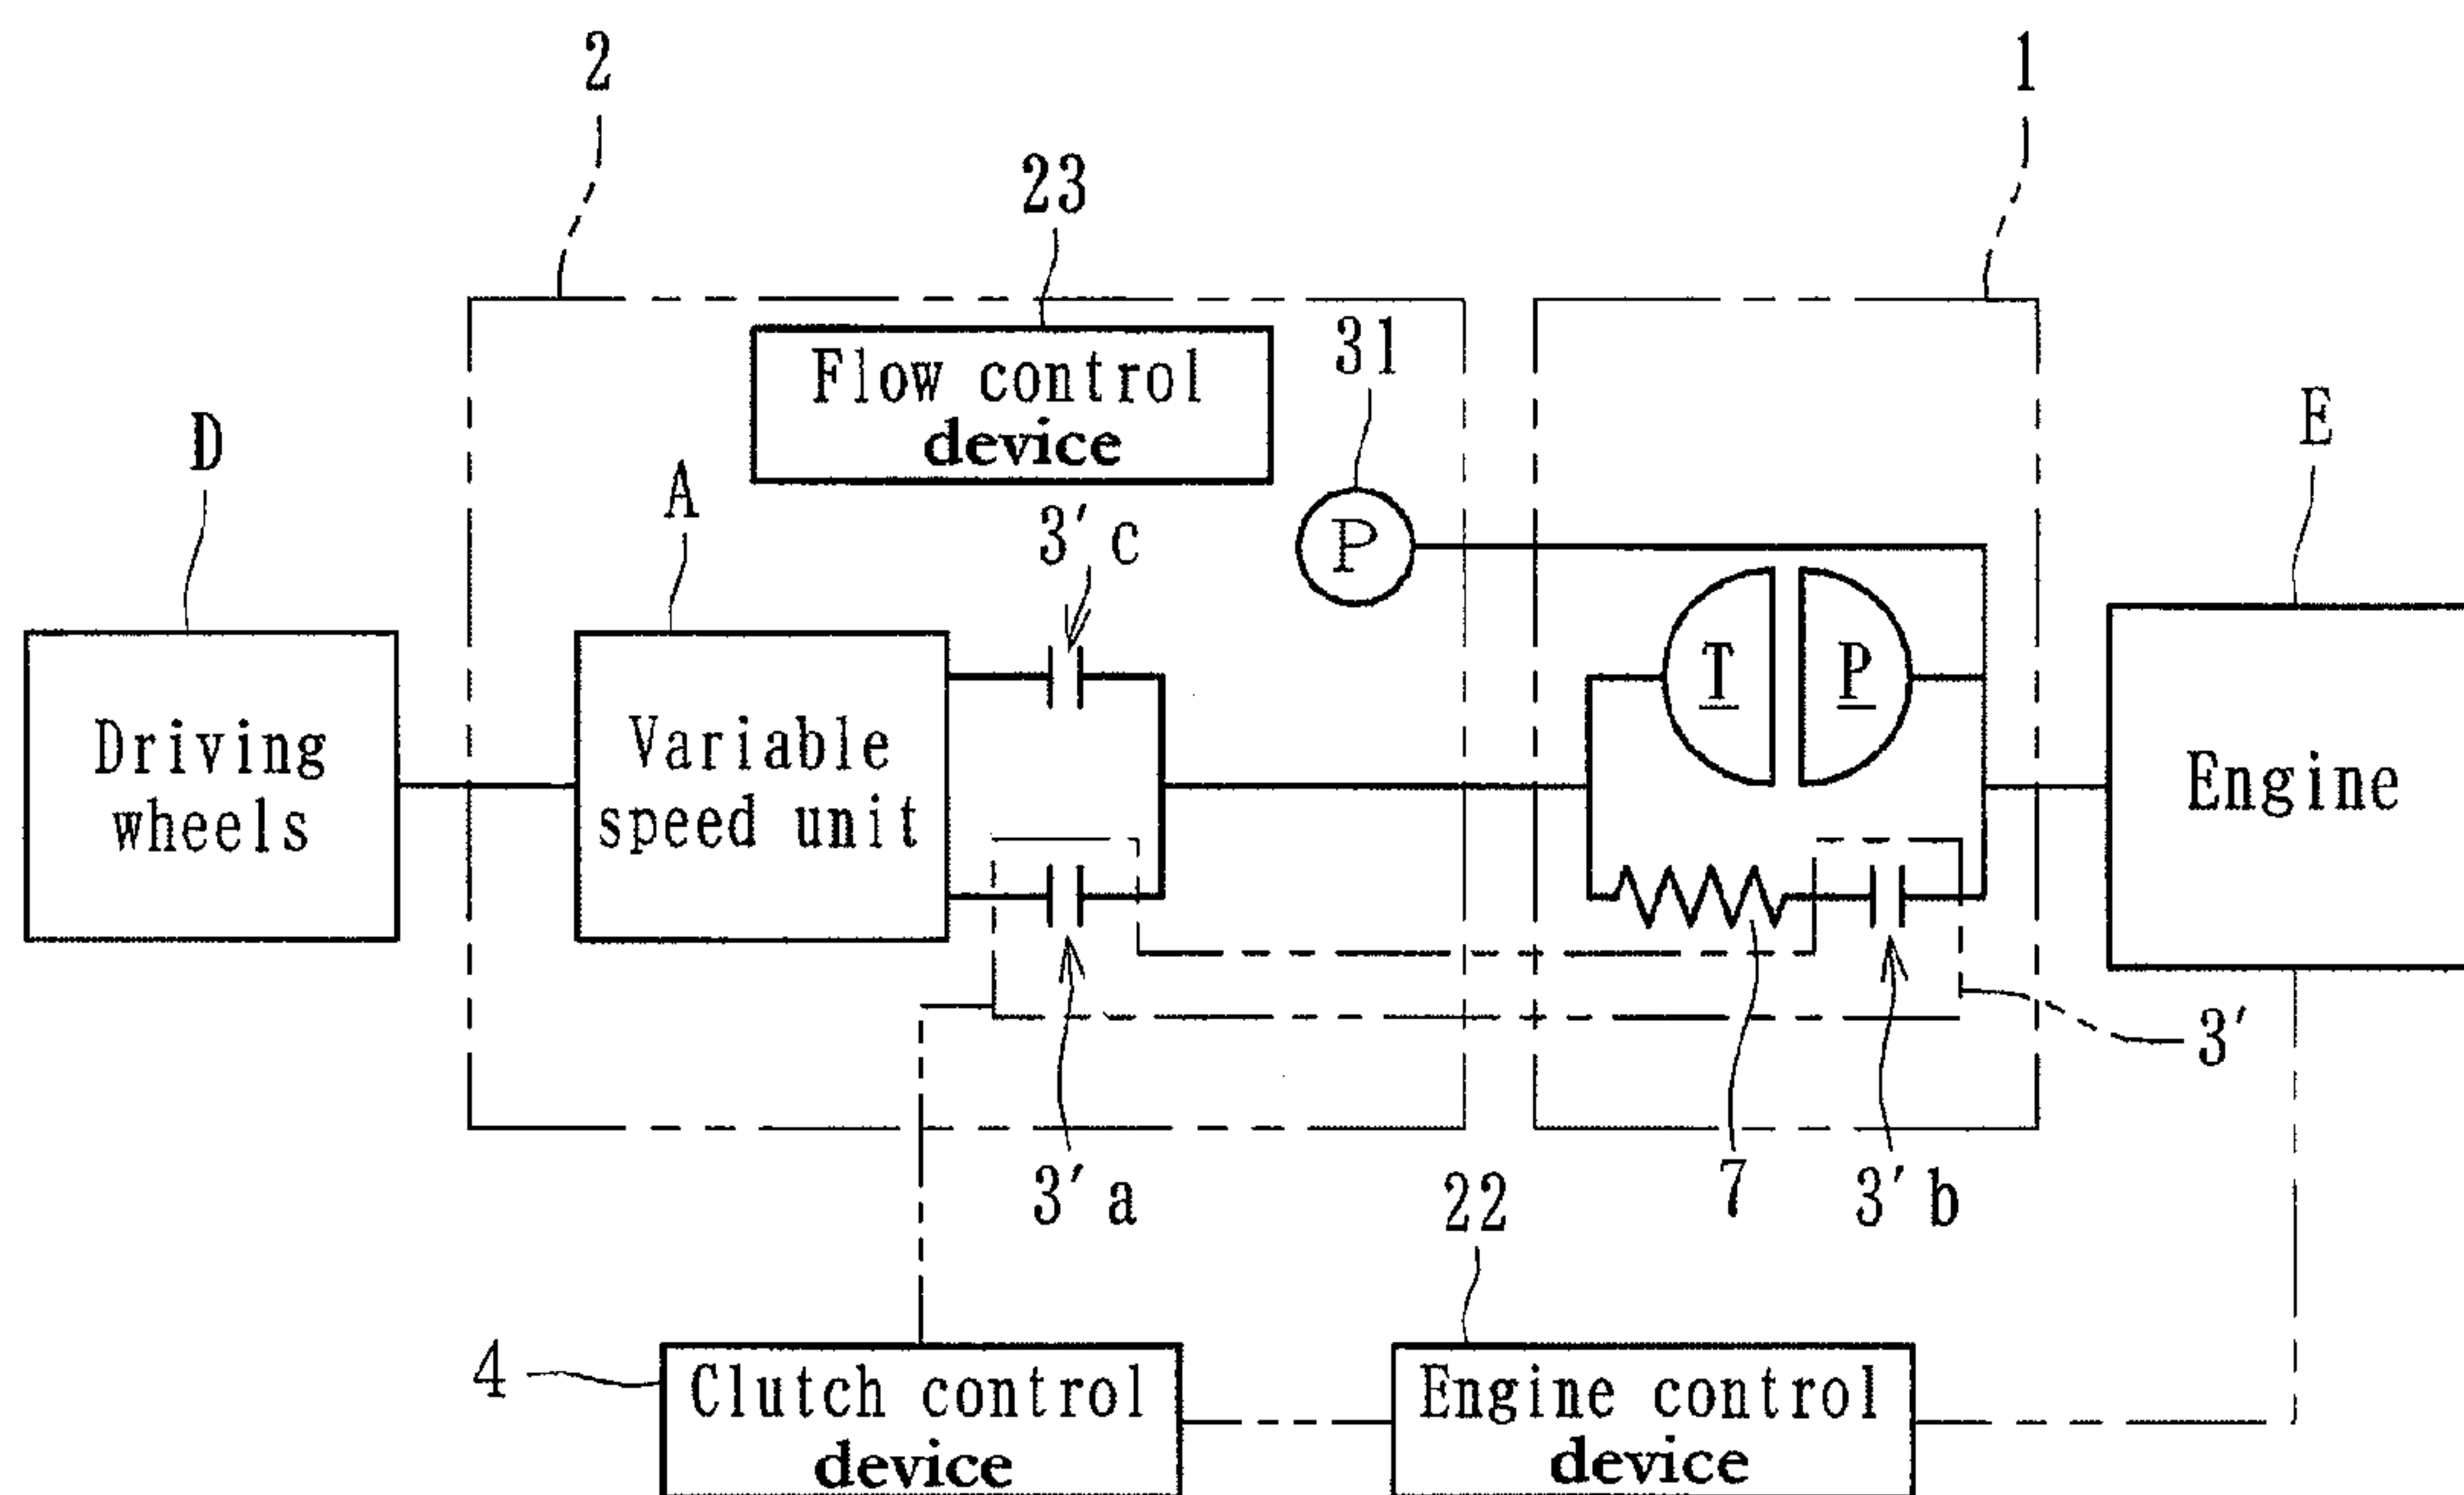 2
1
23
Flow control
device
31
E
D
A
3'c
P
T
P
Driving
wheels
Variable
speed unit
Engine
3'
3'a
7
3'b
22
4
Clutch control
device
Engine control
device